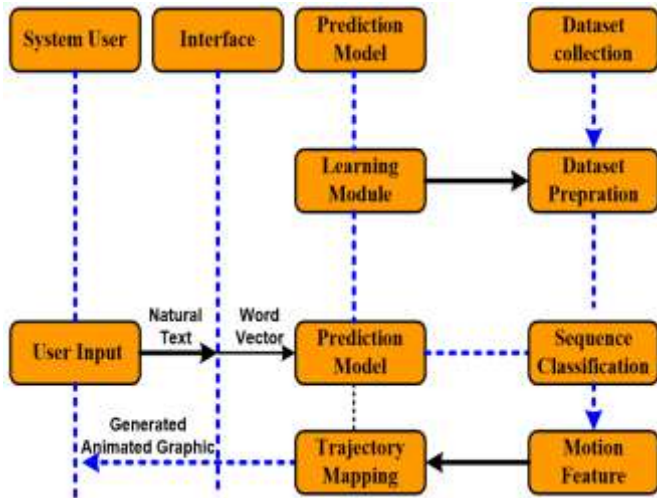 System User
Interface
Prediction
Model
Dataset
collection
Learning
Module
Dataset
Prepration
User Input
Natural
Text
Word
Vector
Prediction
Model
Sequence
Classification
Generated
Animated Graphic
Trajectory
Mapping
Motion
Feature